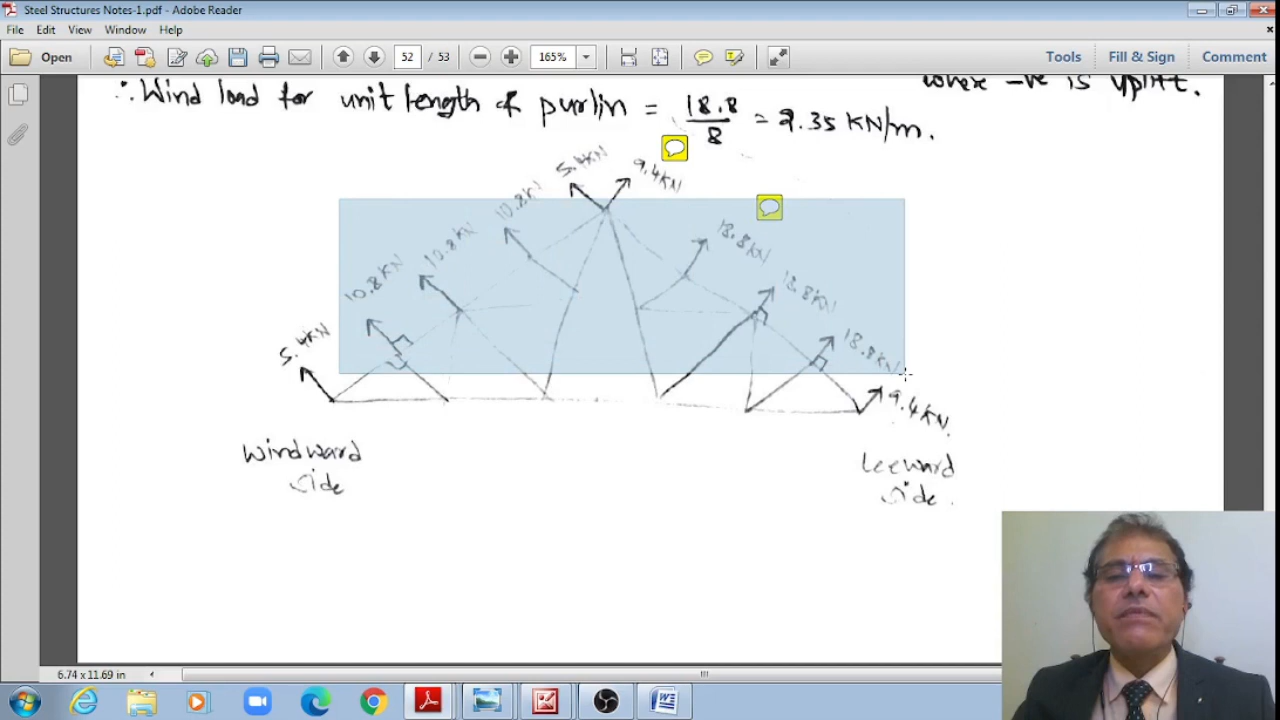 Steel Structures Notes-1.pdf - Adobe Reader
File Edit View Window Help
Open 52 / 53 165% Tools Fill & Sign Comment
where -ve is uplift.
∴ Wind load for unit length of purlin = 18.8/8 = 2.35 KN/m.
5.4KN 9.4KN
10.8KN 18.8KN
10.8KN
10.8KN 18.8KN
5.4KN 18.8KN
9.4KN.
Windward Leeward
side side.
6.74 x 11.69 in